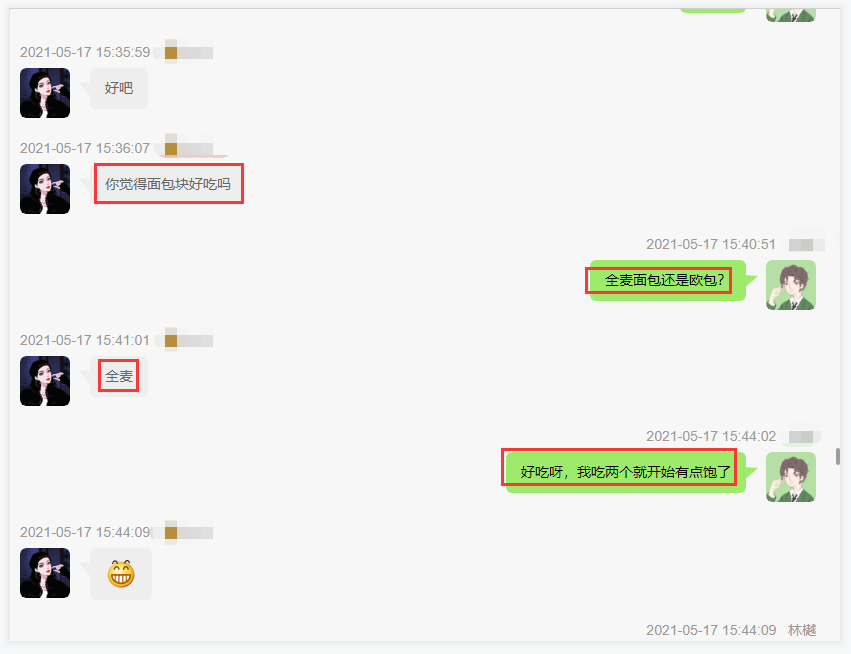 2021-05-17 15:35:59
好吧
2021-05-17 15:36:07
你觉得面包块好吃吗
2021-05-17 15:40:51
全麦面包还是欧包?
2021-05-17 15:41:01
全麦
2021-05-17 15:44:02
好吃呀，我吃两个就开始有点饱了
2021-05-17 15:44:09
2021-05-17 15:44:09 林樾